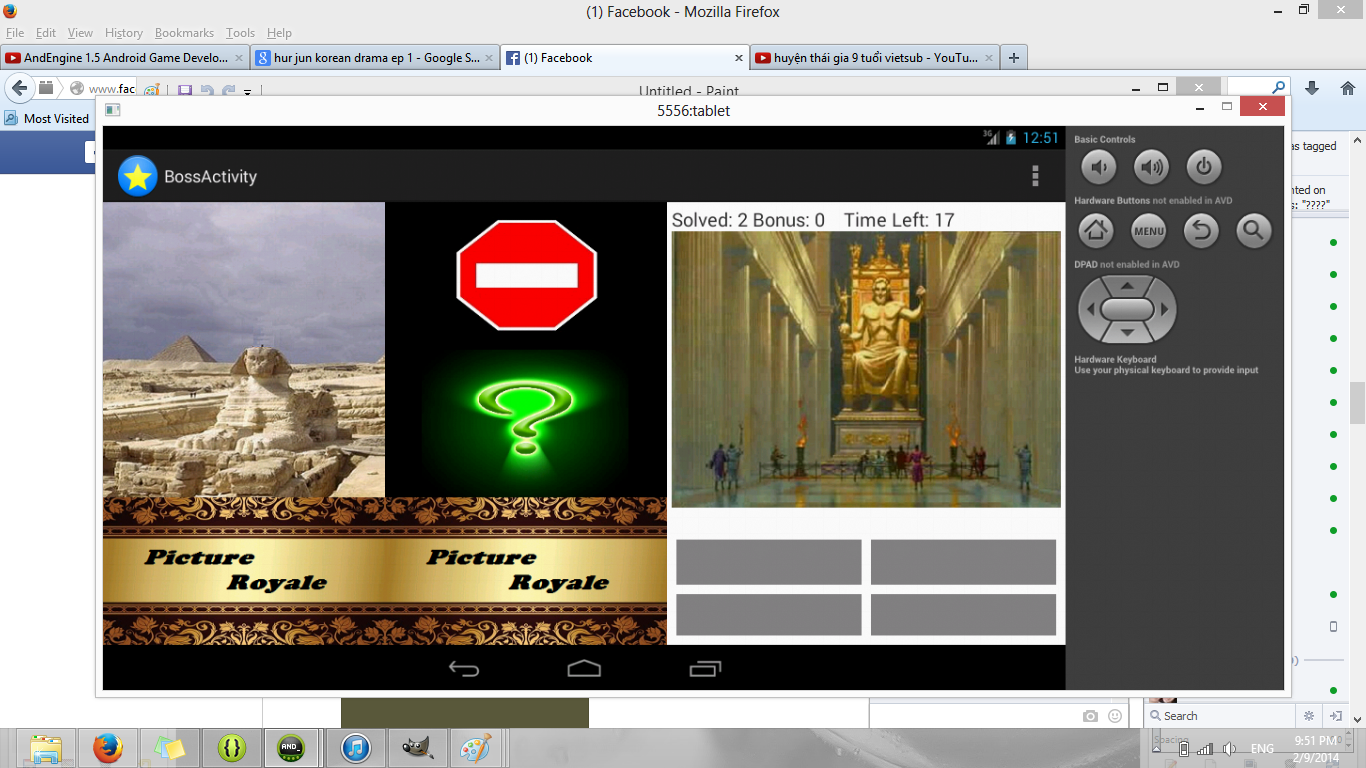 (1) Facebook - Mozilla Firefox
File Edit View History Bookmarks Tools Help
AndEngine 1.5 Android Game Develo...
hur jun korean drama ep 1 - Google S...
(1) Facebook
huyện thái gia 9 tuổi vietsub - YouTu...
www.fac
Untitled - Paint
Most Visited
5556:tablet
3G
12:51
BossActivity
Solved: 2 Bonus: 0 Time Left: 17
Picture
Royale
Picture
Royale
Basic Controls
Hardware Buttons not enabled in AVD
MENU
DPAD not enabled in AVD
Hardware Keyboard
Use your physical keyboard to provide input
as tagged
nted on
s: "????"
Search
Spacing
AND_
ENG
9:51 PM
2/9/2014